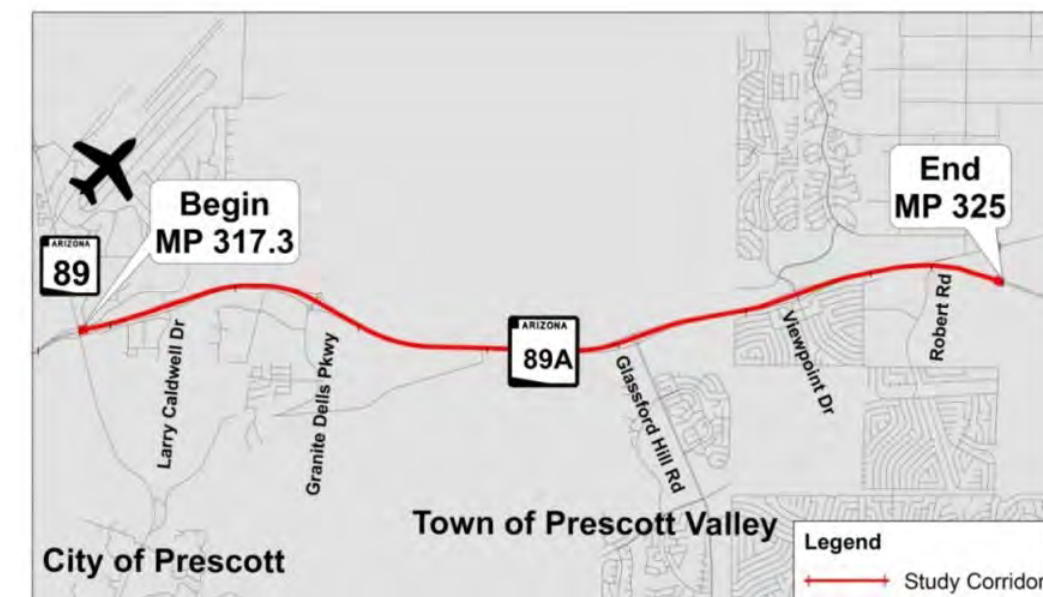 Begin
MP 317.3
End
MP 325
ARIZONA
89
ARIZONA
89A
Larry Caldwell Dr
Granite Dells Pkwy
Glassford Hill Rd
Viewpoint Dr
Robert Rd
Town of Prescott Valley
City of Prescott
Legend
Study Corridor